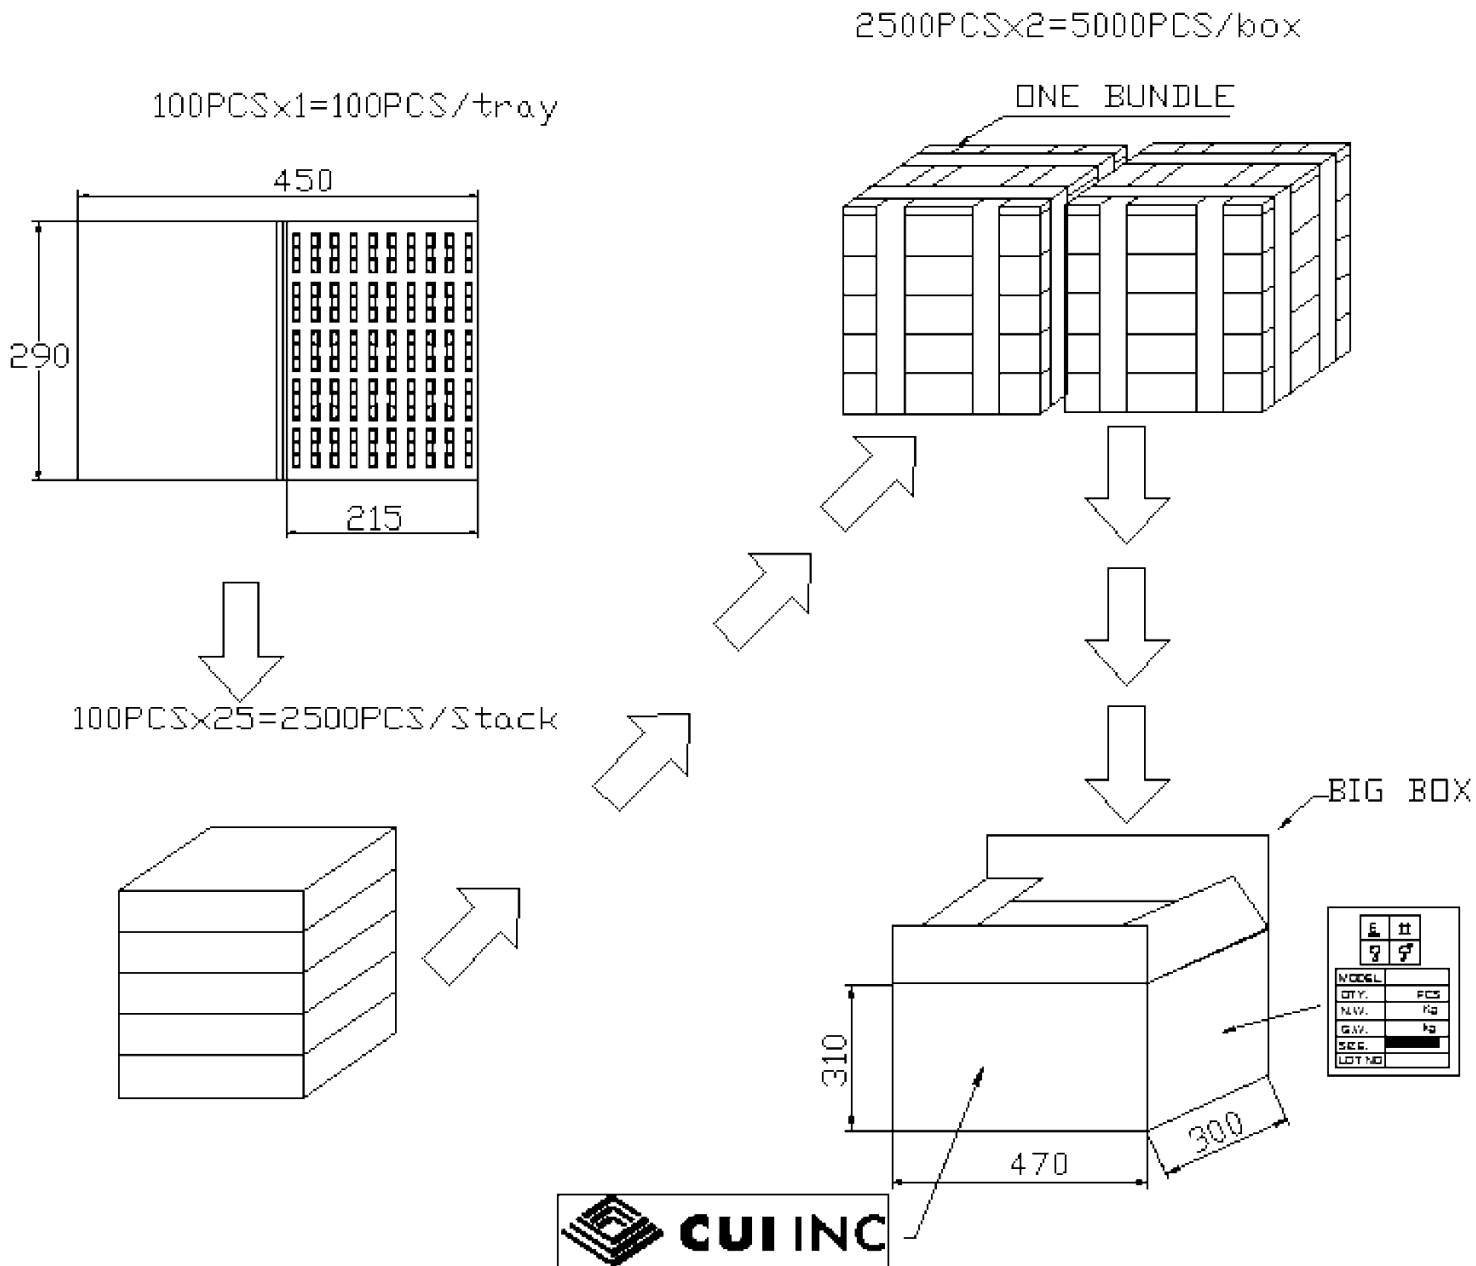 2500PCSx2=5000PCS/box
ONE BUNDLE
100PCSx1=100PCS/tray
450
290
215
100PCSx25=2500PCS/Stack
BIG BOX
MODEL
QTY. PCS
N.W. Kg
G.W. kg
SIZE.
LOT NO
310
470
300
CUI INC